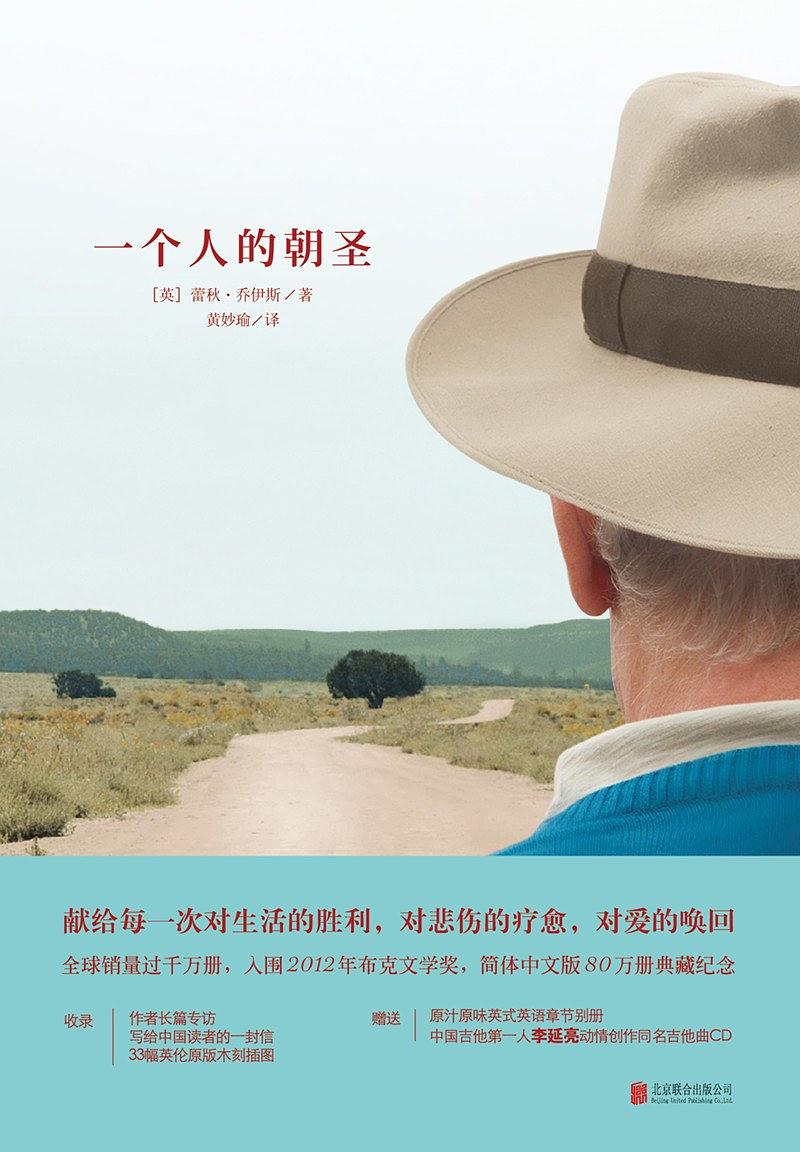 一个人的朝圣
［英］蕾秋·乔伊斯／著
黄妙瑜／译
献给每一次对生活的胜利，对悲伤的疗愈，对爱的唤回
全球销量过千万册，入围2012年布克文学奖，简体中文版80万册典藏纪念
收录
作者长篇专访
写给中国读者的一封信
33幅英伦原版木刻插图
赠送
原汁原味英式英语章节别册
中国吉他第一人李延亮动情创作同名吉他曲CD
北京联合出版公司
Beijing United Publishing Co.,Ltd.